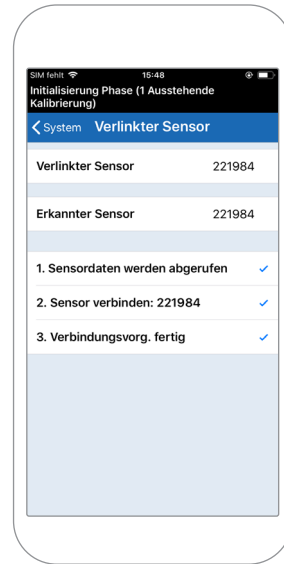 SIM fehlt 15:48
Initialisierung Phase (1 Ausstehende
Kalibrierung)
System Verlinkter Sensor
Verlinkter Sensor 221984
Erkannter Sensor 221984
1. Sensordaten werden abgerufen
2. Sensor verbinden: 221984
3. Verbindungsvorg. fertig